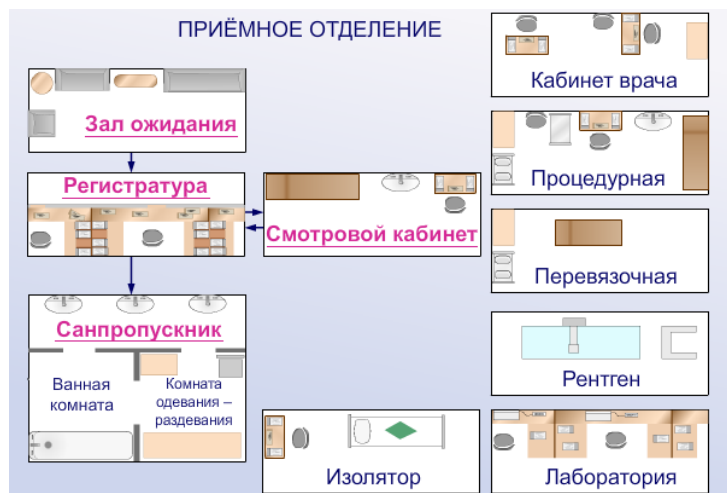 ПРИЁМНОЕ ОТДЕЛЕНИЕ
Зал ожидания
Регистратура
Смотровой кабинет
Санпропускник
Ванная
комната
Комната
одевания –
раздевания
Изолятор
Кабинет врача
Процедурная
Перевязочная
Рентген
Лаборатория